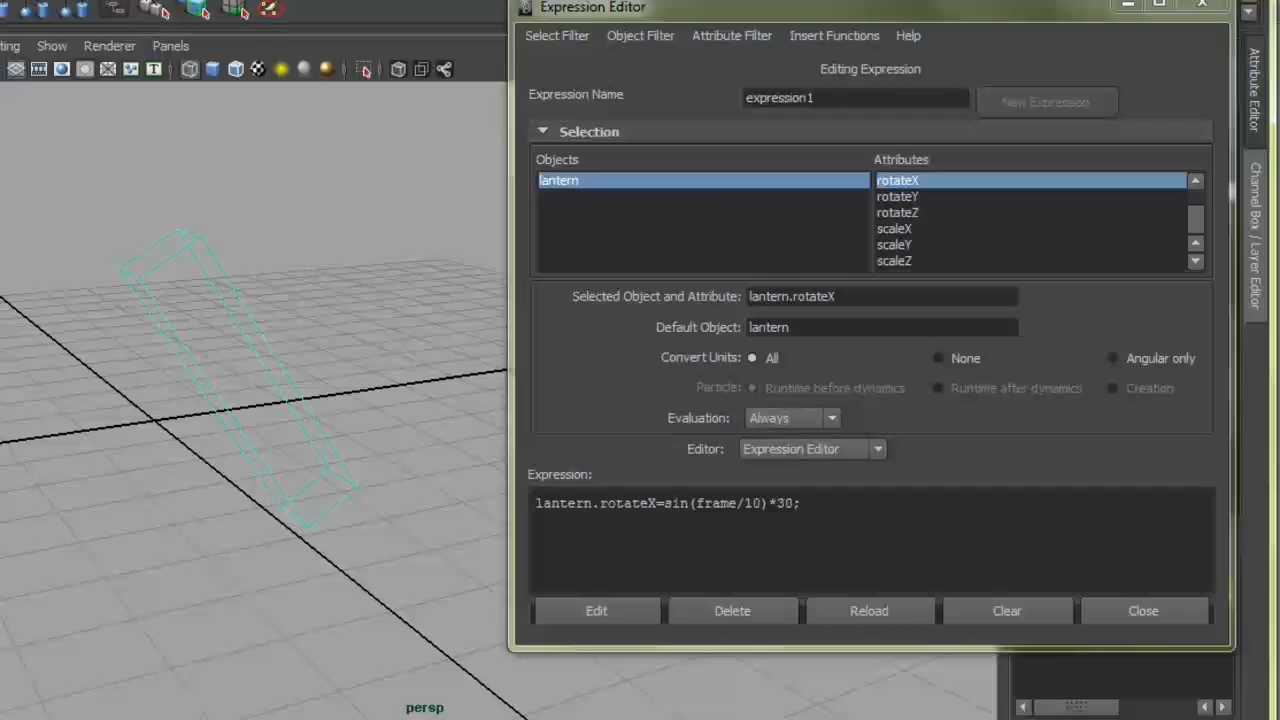 Expression Editor
ting Show Renderer Panels
T
Select Filter Object Filter Attribute Filter Insert Functions Help
Editing Expression
Expression Name expression1 New Expression
Selection
Objects Attributes
lantern rotateX
rotateY
rotateZ
scaleX
scaleY
scaleZ
Selected Object and Attribute: lantern.rotateX
Default Object: lantern
Convert Units: All None Angular only
Particle: Runtime before dynamics Runtime after dynamics Creation
Evaluation: Always
Editor: Expression Editor
Expression:
lantern.rotateX=sin(frame/10)*30;
Edit Delete Reload Clear Close
persp
Attribute Editor
Channel Box / Layer Editor